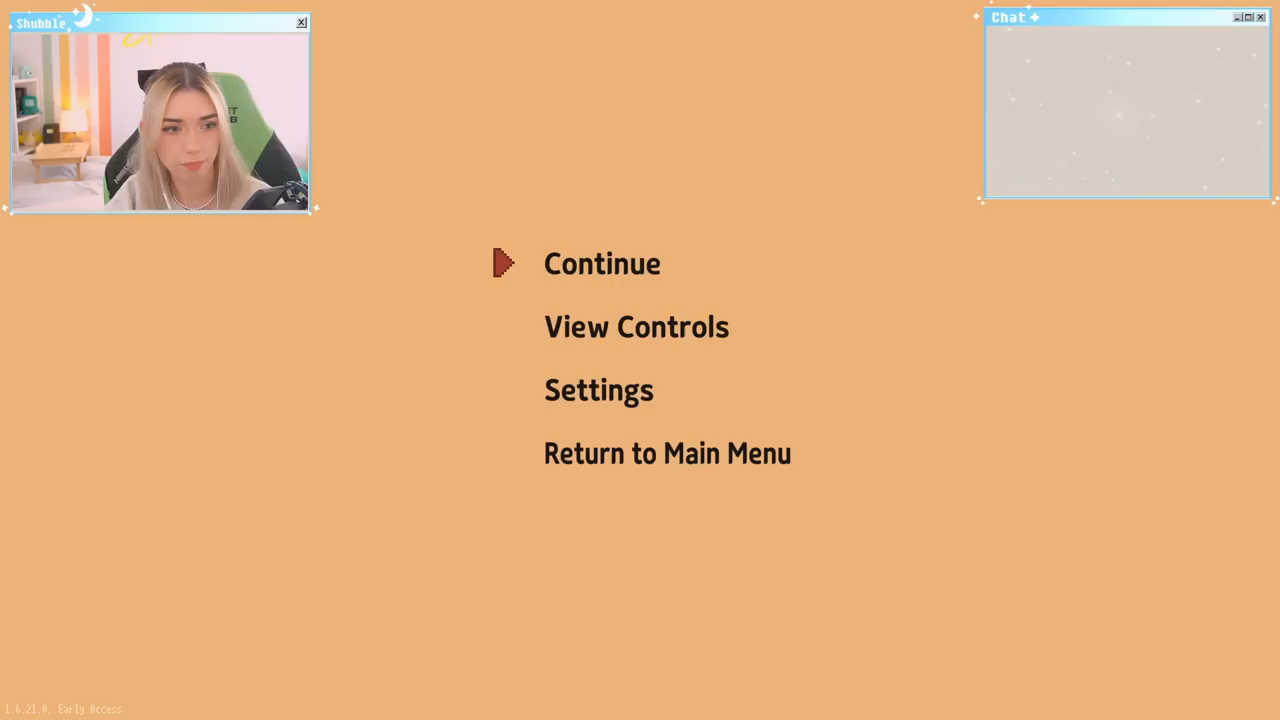 Shubble
Chat
Continue
View Controls
Settings
Return to Main Menu
1.6.21.0, Early Access